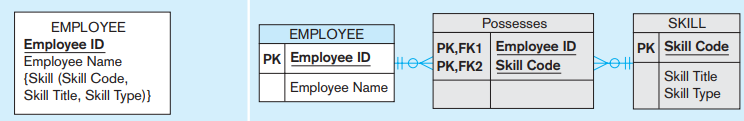 EMPLOYEE
Employee ID
Employee Name
{Skill (Skill Code,
Skill Title, Skill Type)}
EMPLOYEE
PK Employee ID
Employee Name
Possesses
PK,FK1 Employee ID
PK,FK2 Skill Code
SKILL
PK Skill Code
Skill Title
Skill Type